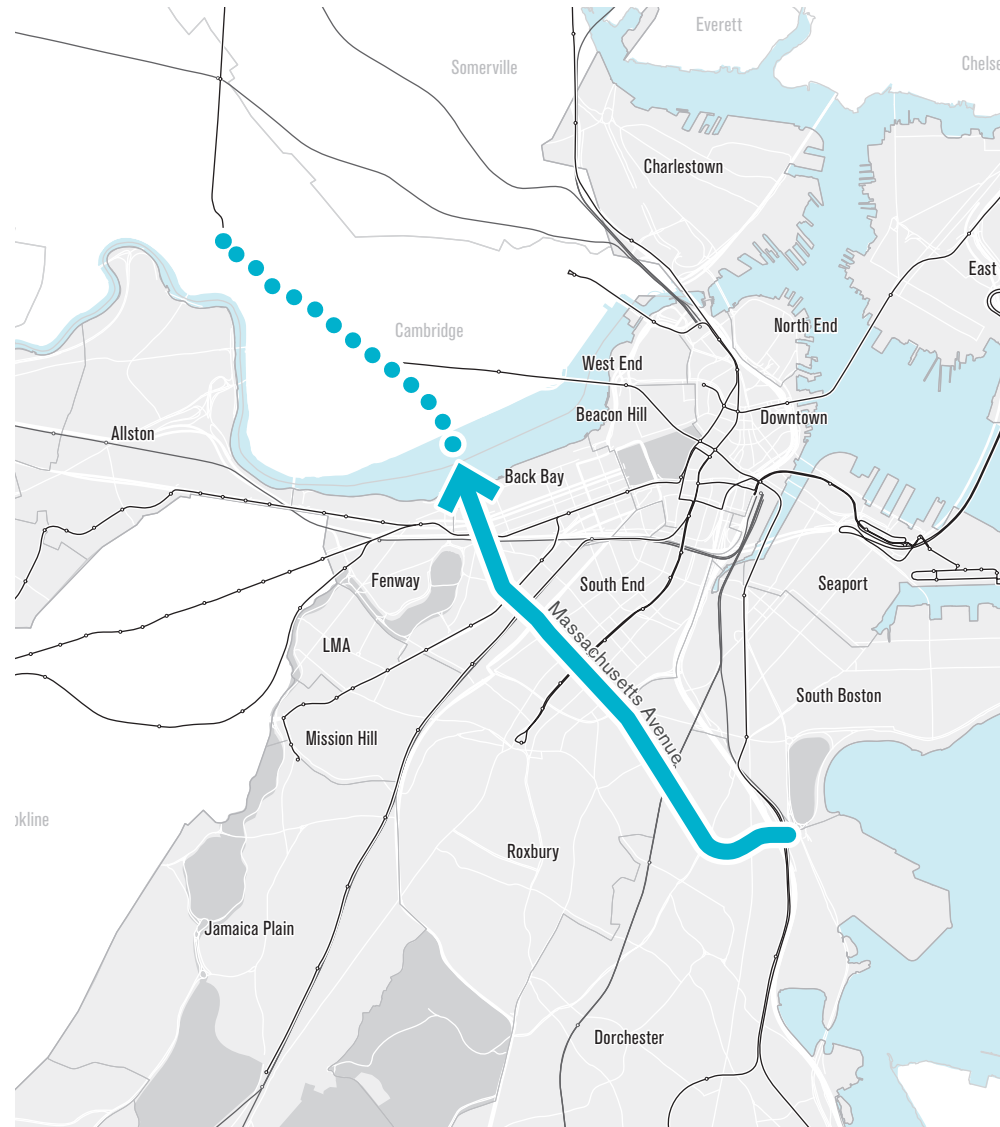 Everett
Somerville
Chelse
Charlestown
East
North End
Cambridge
West End
Beacon Hill
Downtown
Allston
Back Bay
Fenway
South End
Seaport
Massachusetts Avenue
LMA
South Boston
Mission Hill
okline
Roxbury
Jamaica Plain
Dorchester